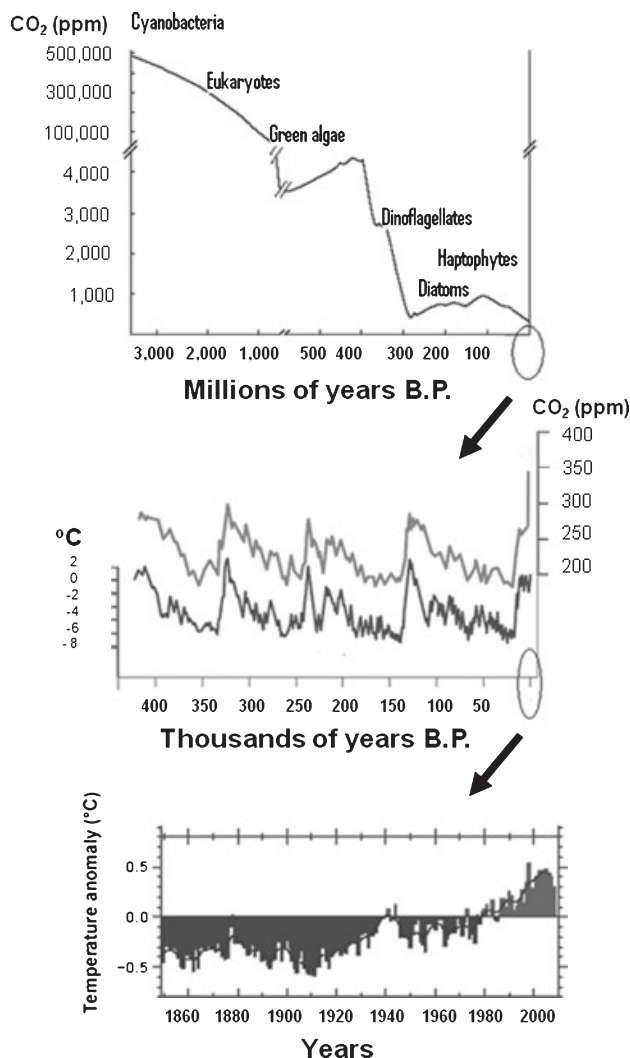 CO₂ (ppm) Cyanobacteria
500,000
Eukaryotes
300,000
100,000 Green algae
4,000
3,000 Dinoflagellates
2,000 Haptophytes
1,000 Diatoms
3,000 2,000 1,000 500 400 300 200 100
Millions of years B.P.
CO₂ (ppm)
400
350
300
250
200
ºC
2
0
-2
-4
-6
-8
400 350 300 250 200 150 100 50
Thousands of years B.P.
Temperature anomaly (°C)
0.5
0.0
-0.5
1860 1880 1900 1920 1940 1960 1980 2000
Years